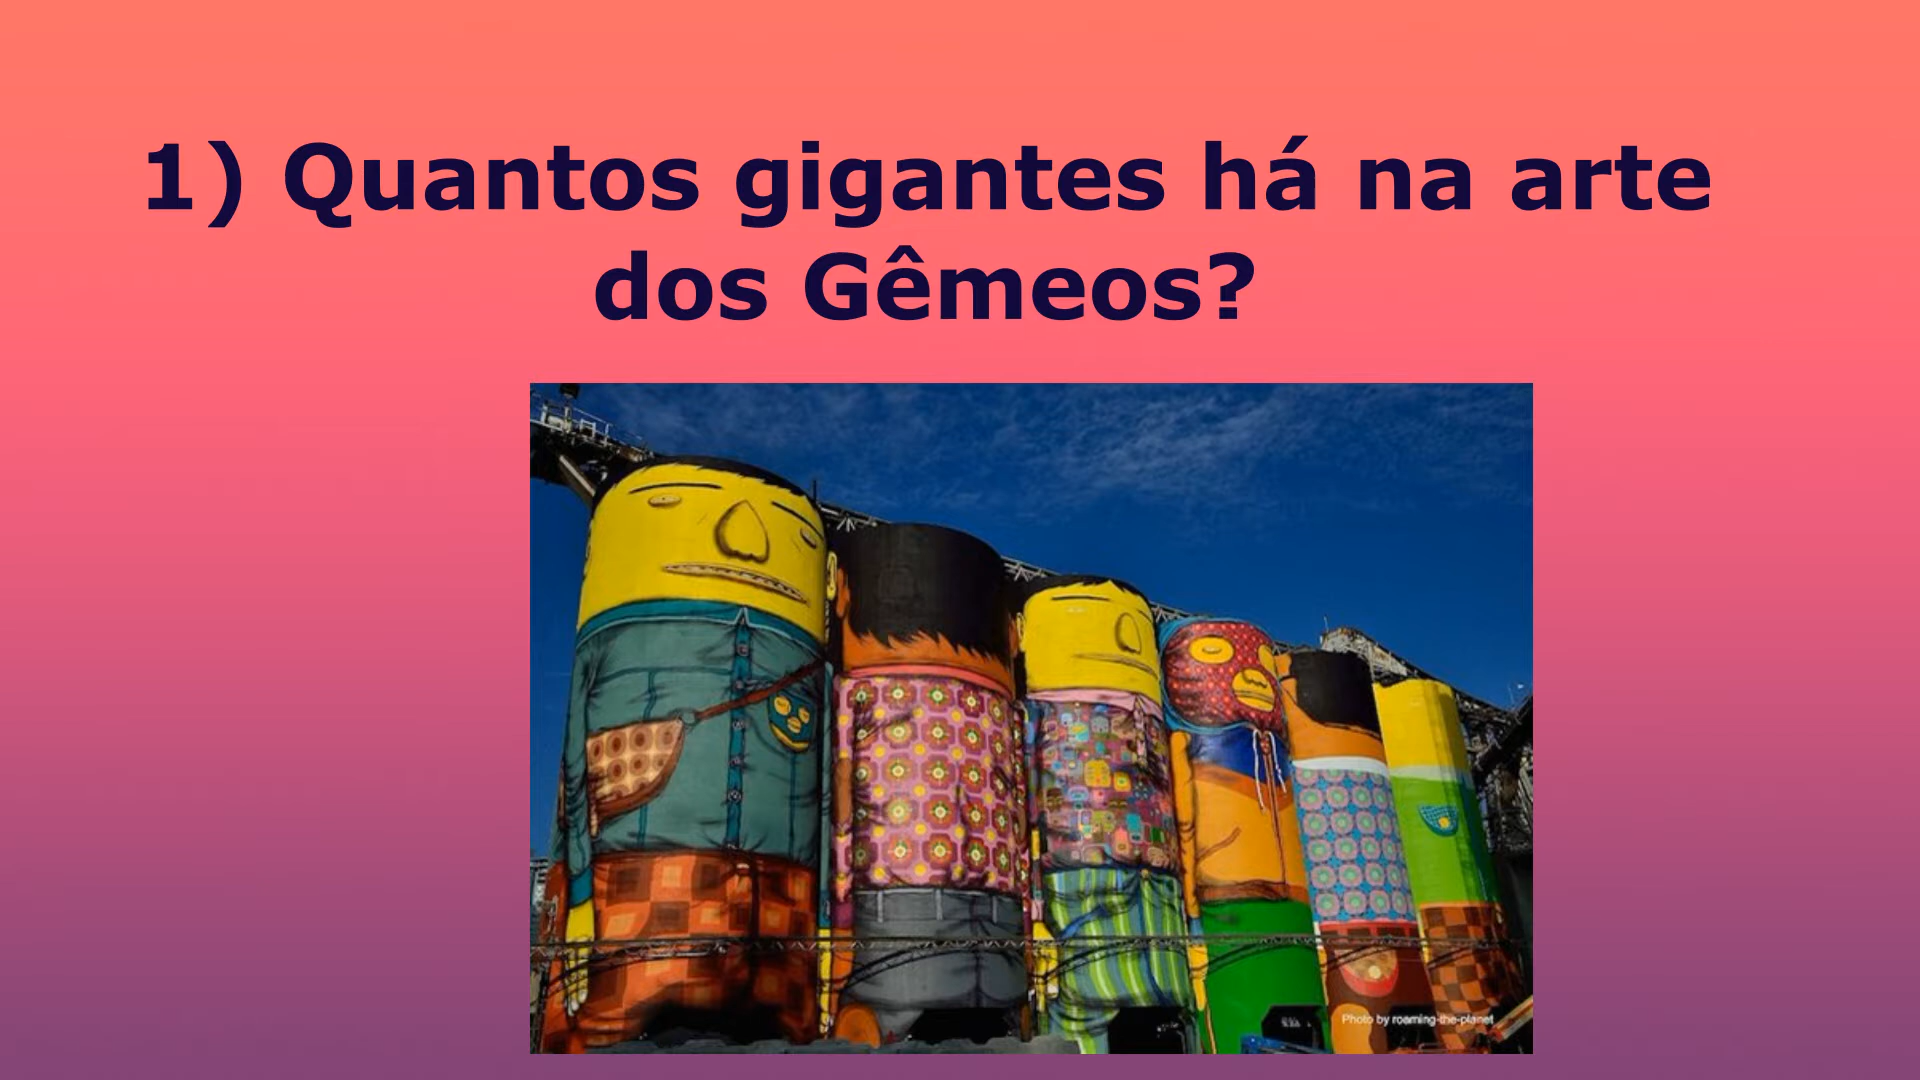 1) Quantos gigantes há na arte
dos Gêmeos?
Photo by roaming-the-planet